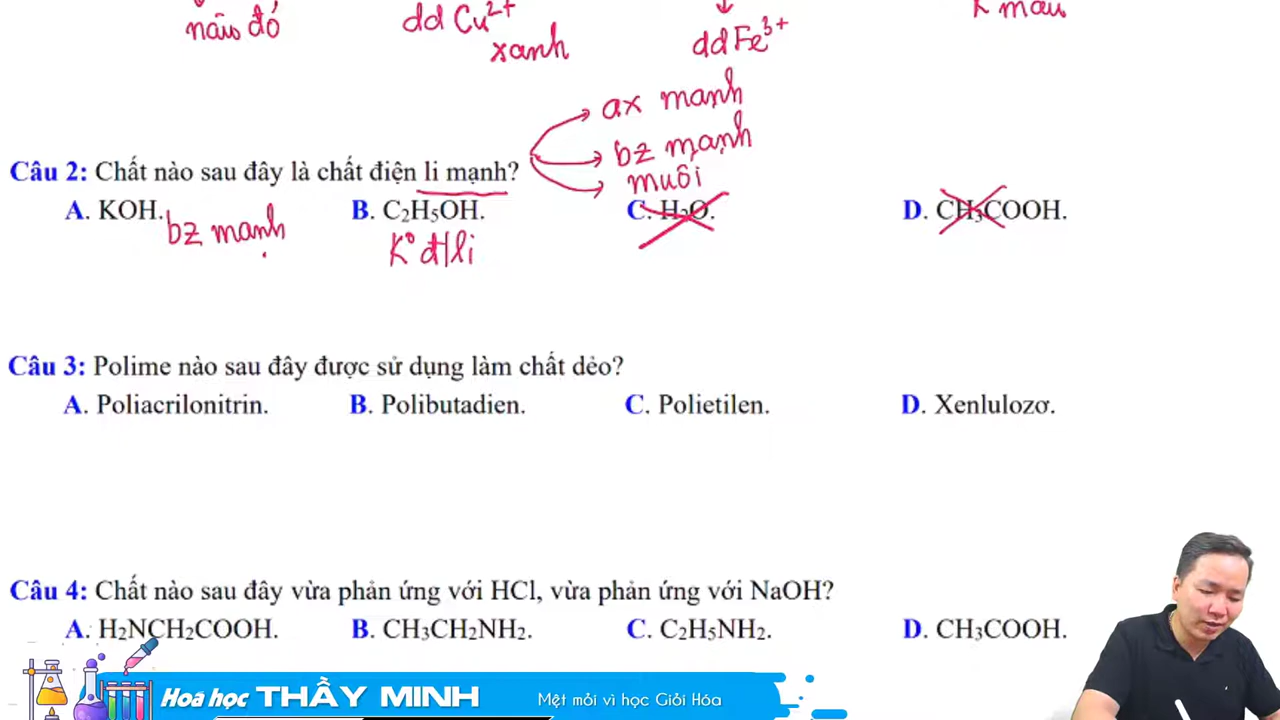 nâu đỏ
dd Cu²⁺
xanh
dd Fe³⁺
K màu
ax mạnh
bz mạnh
muối
Câu 2: Chất nào sau đây là chất điện li mạnh?
A. KOH. B. C₂H₅OH. C. H₂O. D. CH₃COOH.
bz mạnh
K° đ/li
Câu 3: Polime nào sau đây được sử dụng làm chất dẻo?
A. Poliacrilonitrin. B. Polibutadien. C. Polietilen. D. Xenlulozơ.
Câu 4: Chất nào sau đây vừa phản ứng với HCl, vừa phản ứng với NaOH?
A. H₂NCH₂COOH. B. CH₃CH₂NH₂. C. C₂H₅NH₂. D. CH₃COOH.
Hoá học THẦY MINH Mệt mỏi vì học Giỏi Hóa